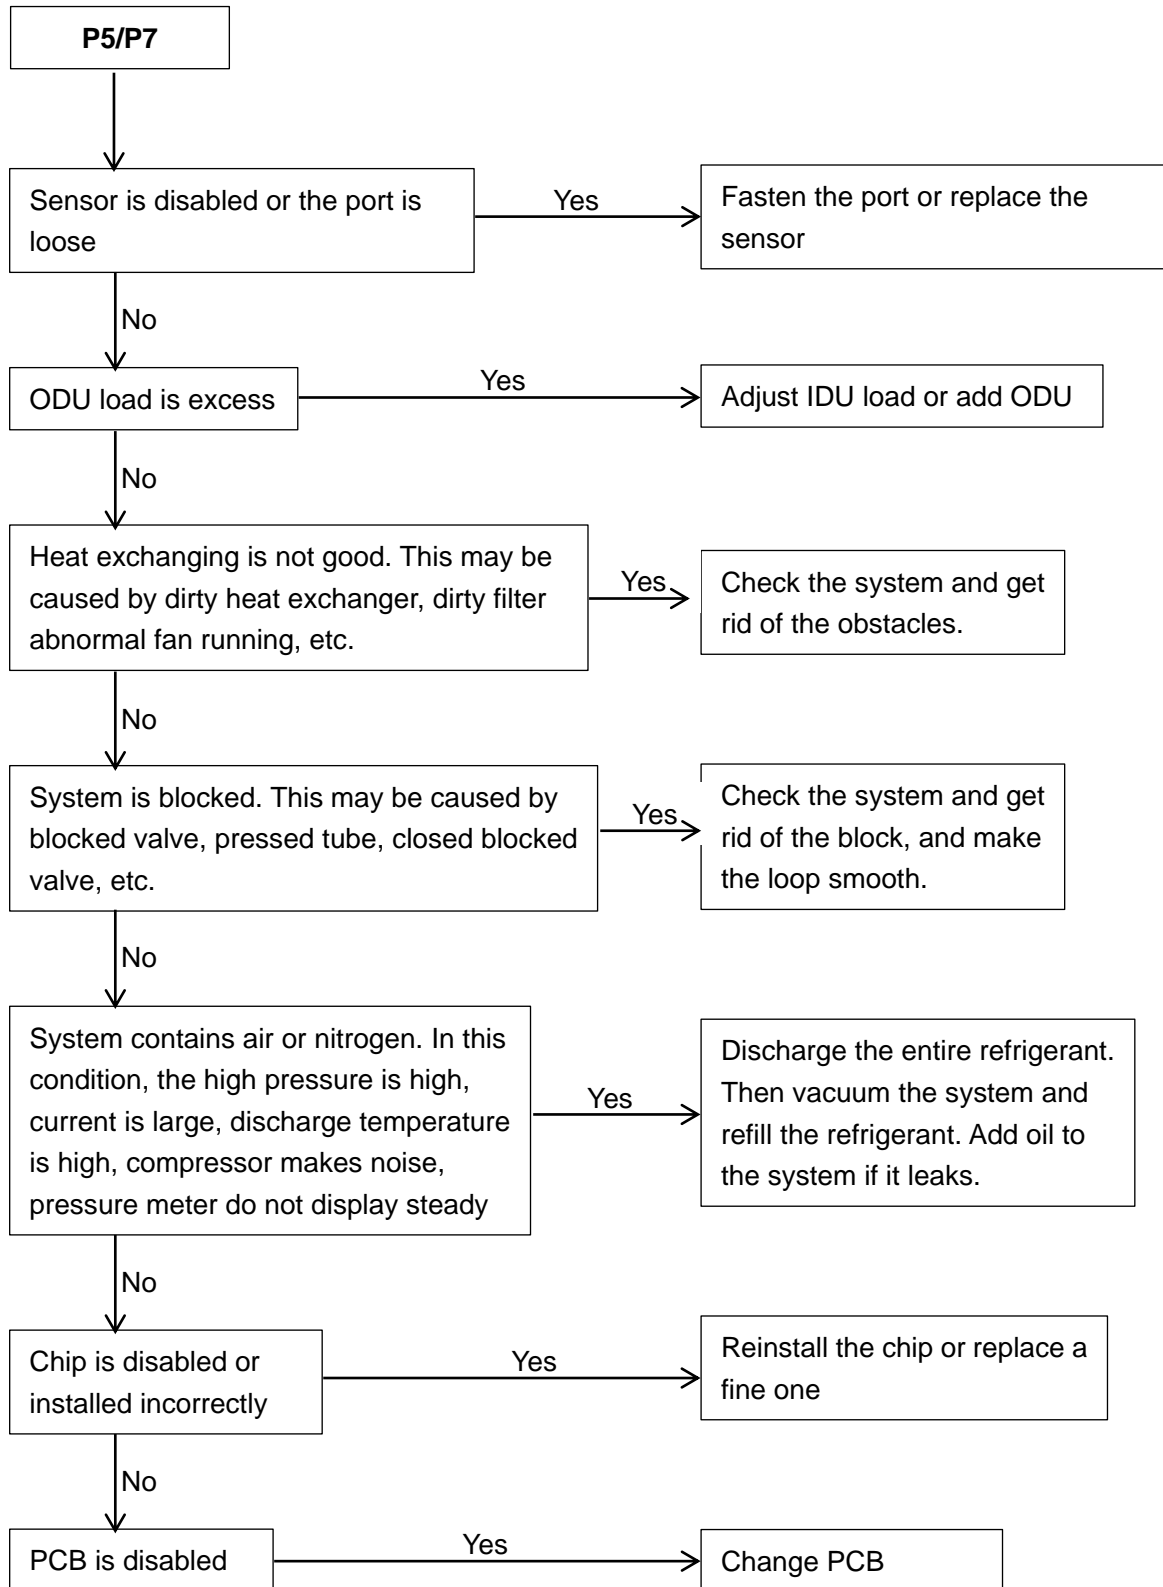 P5/P7
Sensor is disabled or the port is
loose
Yes
Fasten the port or replace the
sensor
No
ODU load is excess
Yes
Adjust IDU load or add ODU
No
Heat exchanging is not good. This may be
caused by dirty heat exchanger, dirty filter
abnormal fan running, etc.
Yes
Check the system and get
rid of the obstacles.
No
System is blocked. This may be caused by
blocked valve, pressed tube, closed blocked
valve, etc.
Yes
Check the system and get
rid of the block, and make
the loop smooth.
No
System contains air or nitrogen. In this
condition, the high pressure is high,
current is large, discharge temperature
is high, compressor makes noise,
pressure meter do not display steady
Yes
Discharge the entire refrigerant.
Then vacuum the system and
refill the refrigerant. Add oil to
the system if it leaks.
No
Chip is disabled or
installed incorrectly
Yes
Reinstall the chip or replace a
fine one
No
PCB is disabled
Yes
Change PCB